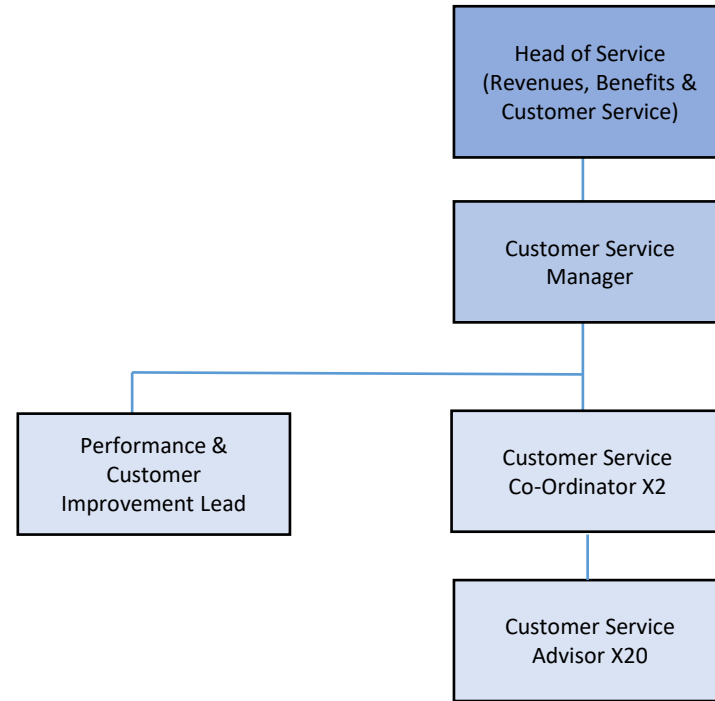 Head of Service
(Revenues, Benefits &
Customer Service)
Customer Service
Manager
Performance &
Customer
Improvement Lead
Customer Service
Co-Ordinator X2
Customer Service
Advisor X20